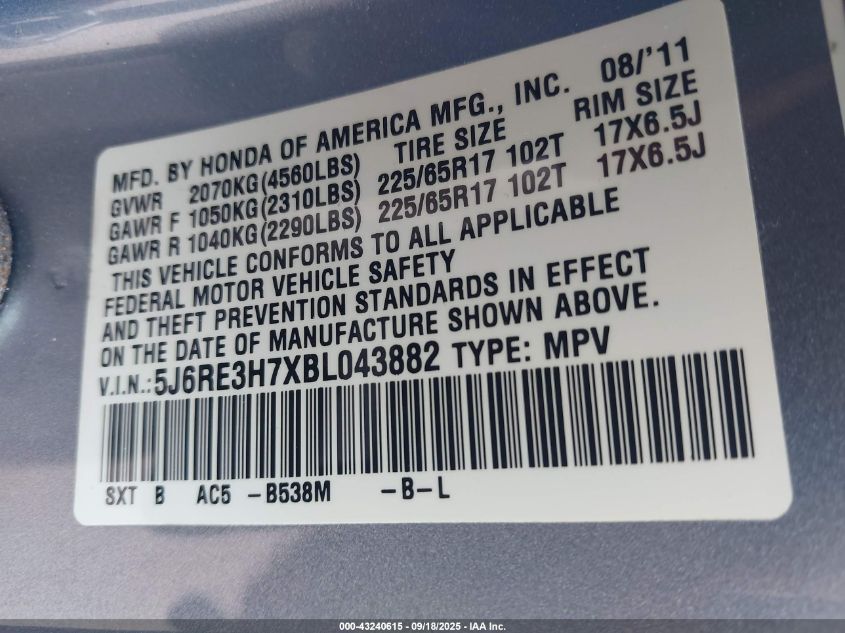 MFD. BY HONDA OF AMERICA MFG., INC. 08/'11
GVWR 2070KG(4560LBS) TIRE SIZE RIM SIZE
GAWR F 1050KG(2310LBS) 225/65R17 102T 17X6.5J
GAWR R 1040KG(2290LBS) 225/65R17 102T 17X6.5J
THIS VEHICLE CONFORMS TO ALL APPLICABLE
FEDERAL MOTOR VEHICLE SAFETY
AND THEFT PREVENTION STANDARDS IN EFFECT
ON THE DATE OF MANUFACTURE SHOWN ABOVE.
V.I.N.:5J6RE3H7XBL043882 TYPE: MPV
SXT B AC5 -B538M -B-L
000-43240615 - 09/18/2025 - IAA Inc.